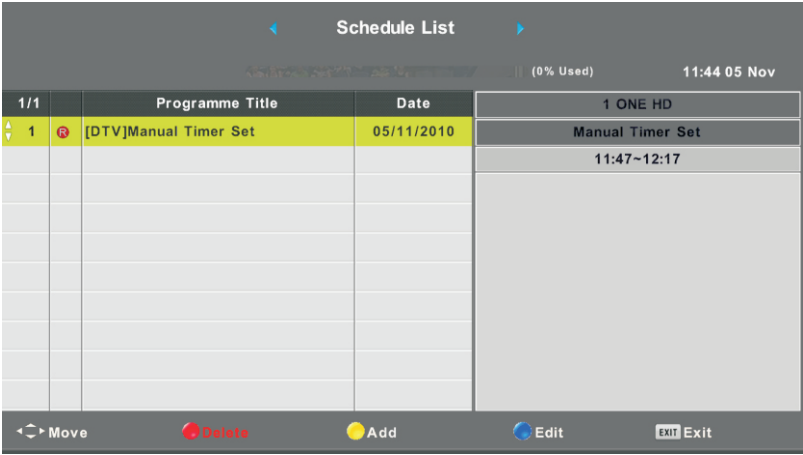 Schedule List
(0% Used) 11:44 05 Nov
1/1 Programme Title Date 1 ONE HD
1 R [DTV]Manual Timer Set 05/11/2010 Manual Timer Set
11:47~12:17
Move Delete Add Edit EXIT Exit